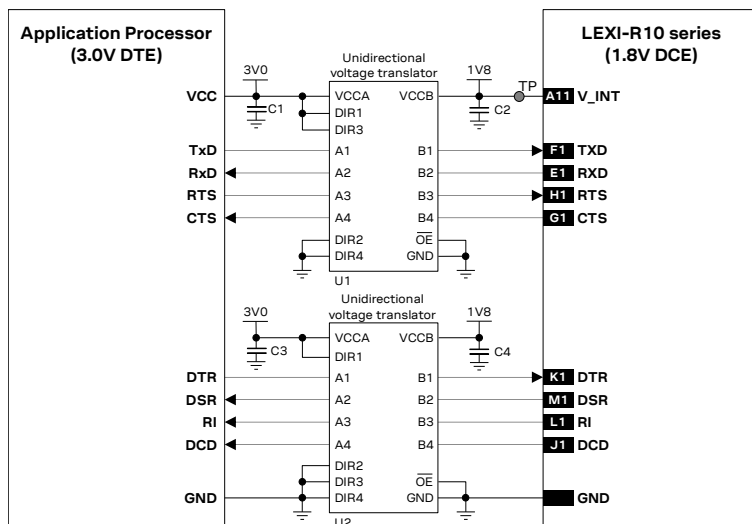 Application Processor
(3.0V DTE)
LEXI-R10 series
(1.8V DCE)
Unidirectional
voltage translator
3V0
1V8
TP
VCC
C1
VCCA
VCCB
C2
A11 V_INT
DIR1
DIR3
TxD A1 B1 F1 TXD
RxD A2 B2 E1 RXD
RTS A3 B3 H1 RTS
CTS A4 B4 G1 CTS
DIR2 OE
DIR4 GND
U1
Unidirectional
voltage translator
3V0
1V8
C3
VCCA
VCCB
C4
DIR1
DTR A1 B1 K1 DTR
DSR A2 B2 M1 DSR
RI A3 B3 L1 RI
DCD A4 B4 J1 DCD
DIR2
DIR3 OE
GND DIR4 GND GND
U2